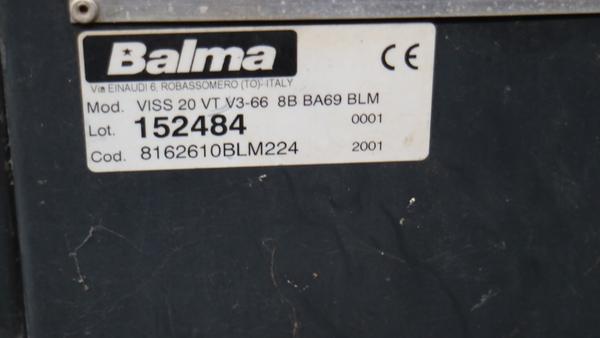 Balma CE
Via EINAUDI 6, ROBASSOMERO (TO)- ITALY
Mod. VISS 20 VT V3-66 8B BA69 BLM
Lot. 152484 0001
Cod. 8162610BLM224 2001